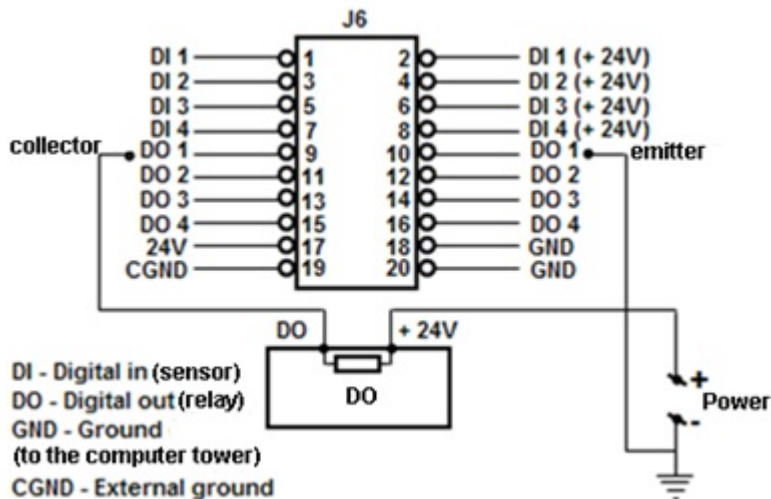 J6
DI 1 1 2 DI 1 (+ 24V)
DI 2 3 4 DI 2 (+ 24V)
DI 3 5 6 DI 3 (+ 24V)
DI 4 7 8 DI 4 (+ 24V)
collector DO 1 9 10 DO 1 emitter
DO 2 11 12 DO 2
DO 3 13 14 DO 3
DO 4 15 16 DO 4
24V 17 18 GND
CGND 19 20 GND
DO + 24V
DO
+
Power
-
DI - Digital in (sensor)
DO - Digital out (relay)
GND - Ground
(to the computer tower)
CGND - External ground